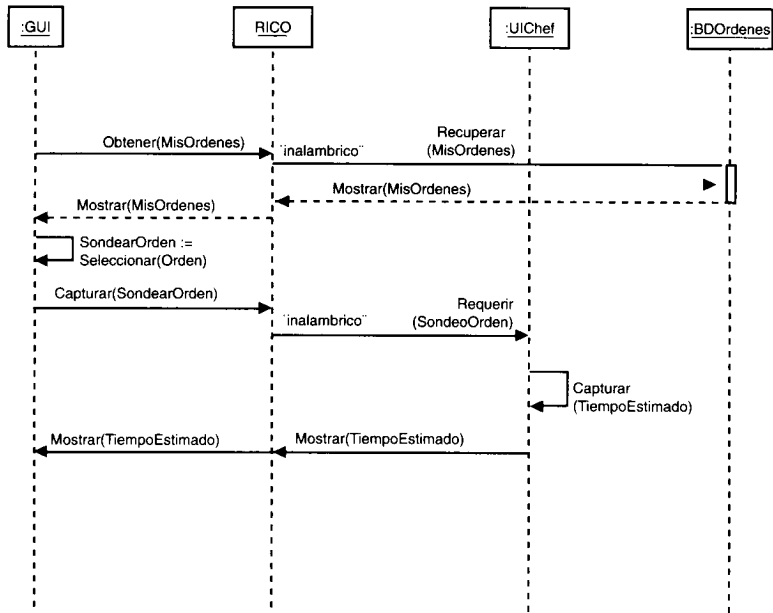 :GUI
RICO
:UIChef
:BDOrdenes
Obtener(MisOrdenes)
¨inalambrico¨
Recuperar
(MisOrdenes)
Mostrar(MisOrdenes)
Mostrar(MisOrdenes)
SondearOrden :=
Seleccionar(Orden)
Capturar(SondearOrden)
¨inalambrico¨
Requerir
(SondeoOrden)
Capturar
(TiempoEstimado)
Mostrar(TiempoEstimado)
Mostrar(TiempoEstimado)